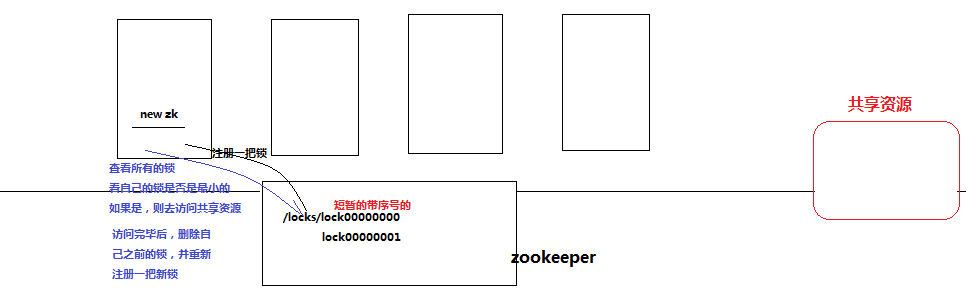 new zk
注册一把锁
查看所有的锁
看自己的锁是否是最小的
如果是，则去访问共享资源
访问完毕后，删除自
己之前的锁，并重新
注册一把新锁
短暂的带序号的
/locks/lock00000000
lock00000001
zookeeper
共享资源